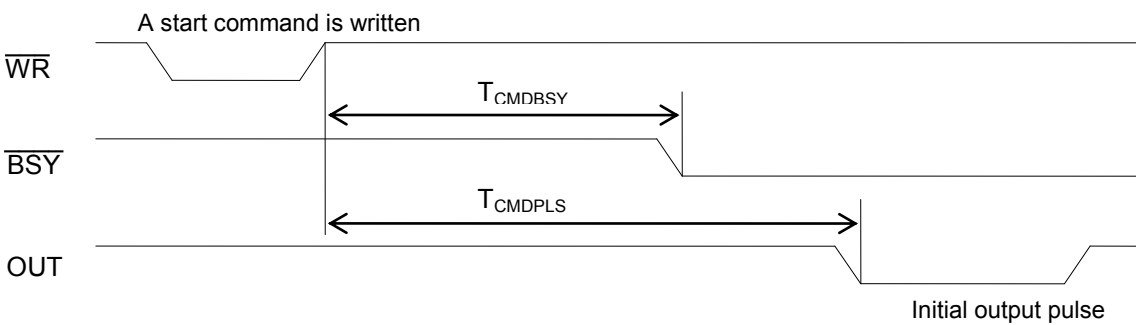 A start command is written
WR
TCMDBSY
BSY
TCMDPLS
OUT
Initial output pulse